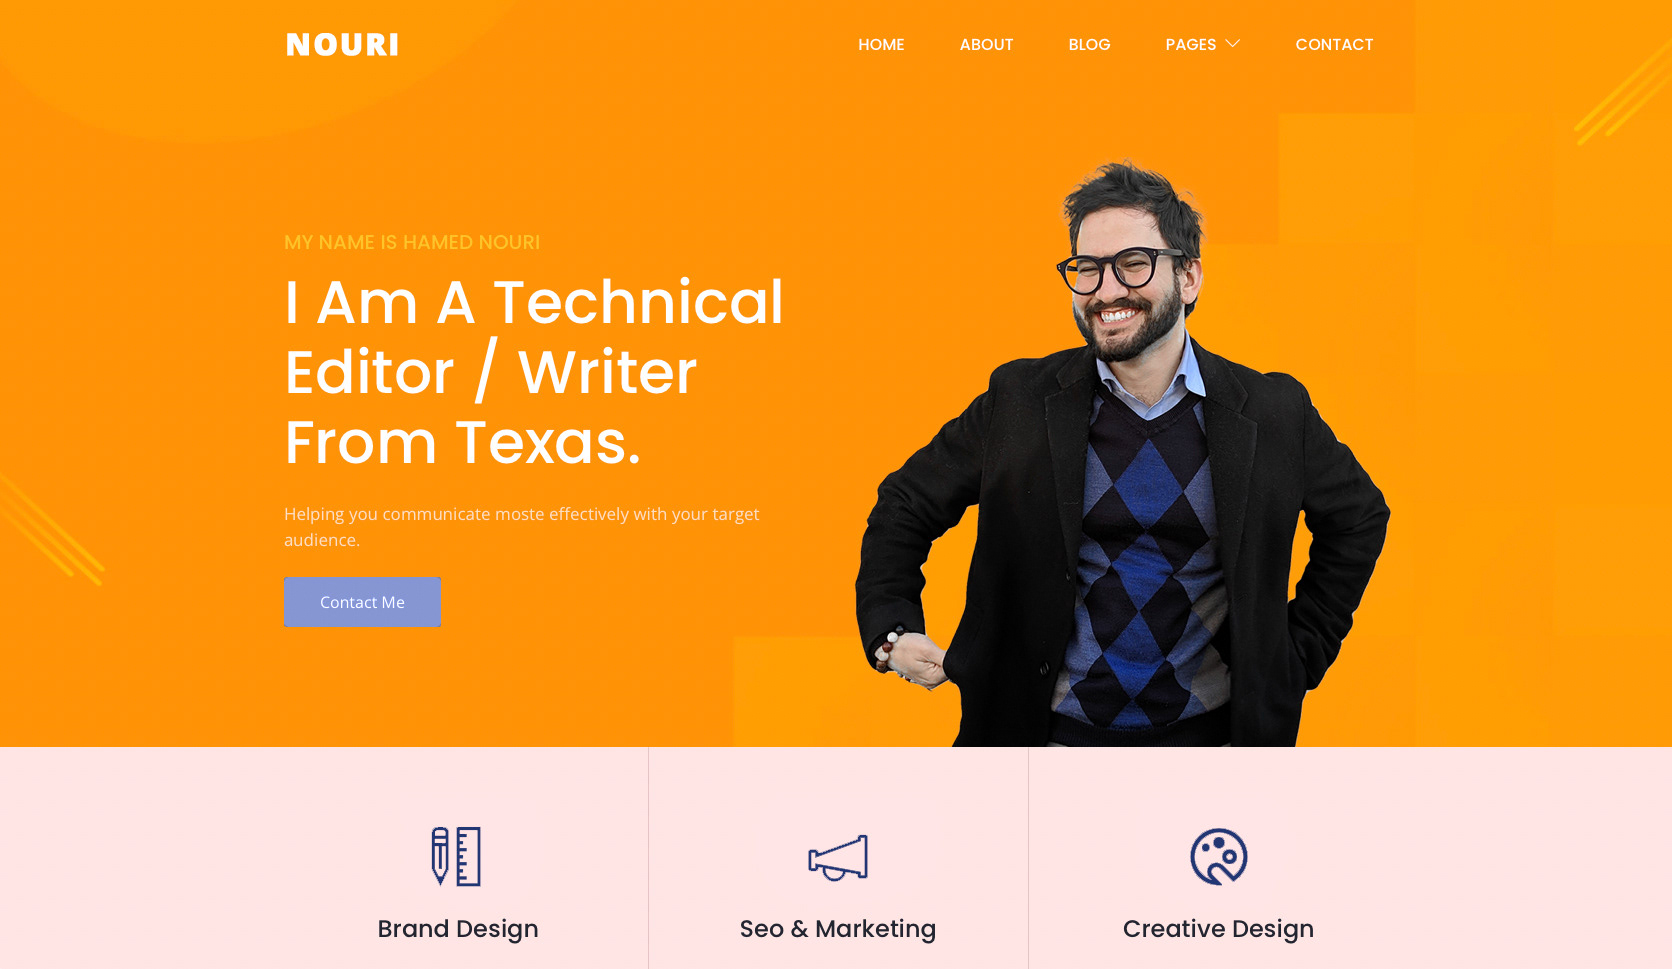 NOURI
HOME ABOUT BLOG PAGES CONTACT
MY NAME IS HAMED NOURI
I Am A Technical
Editor / Writer
From Texas.
Helping you communicate moste effectively with your target
audience.
Contact Me
Brand Design
Seo & Marketing
Creative Design